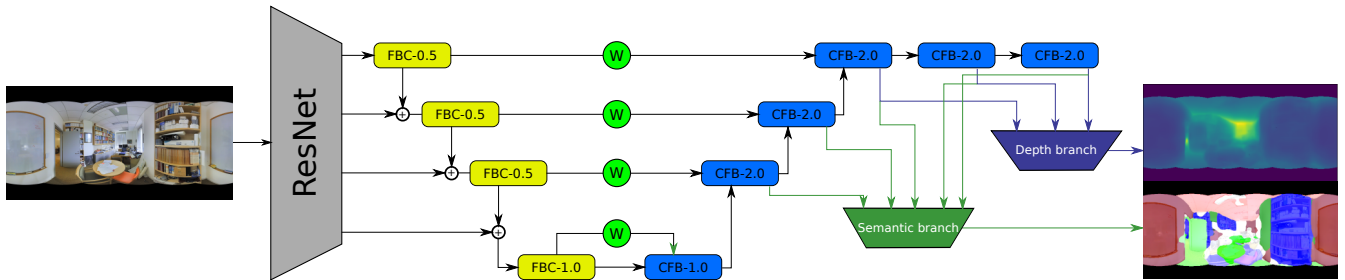 ResNet
FBC-0.5
W
CFB-2.0
CFB-2.0
CFB-2.0
FBC-0.5
W
CFB-2.0
Depth branch
FBC-0.5
W
CFB-2.0
Semantic branch
W
FBC-1.0
CFB-1.0